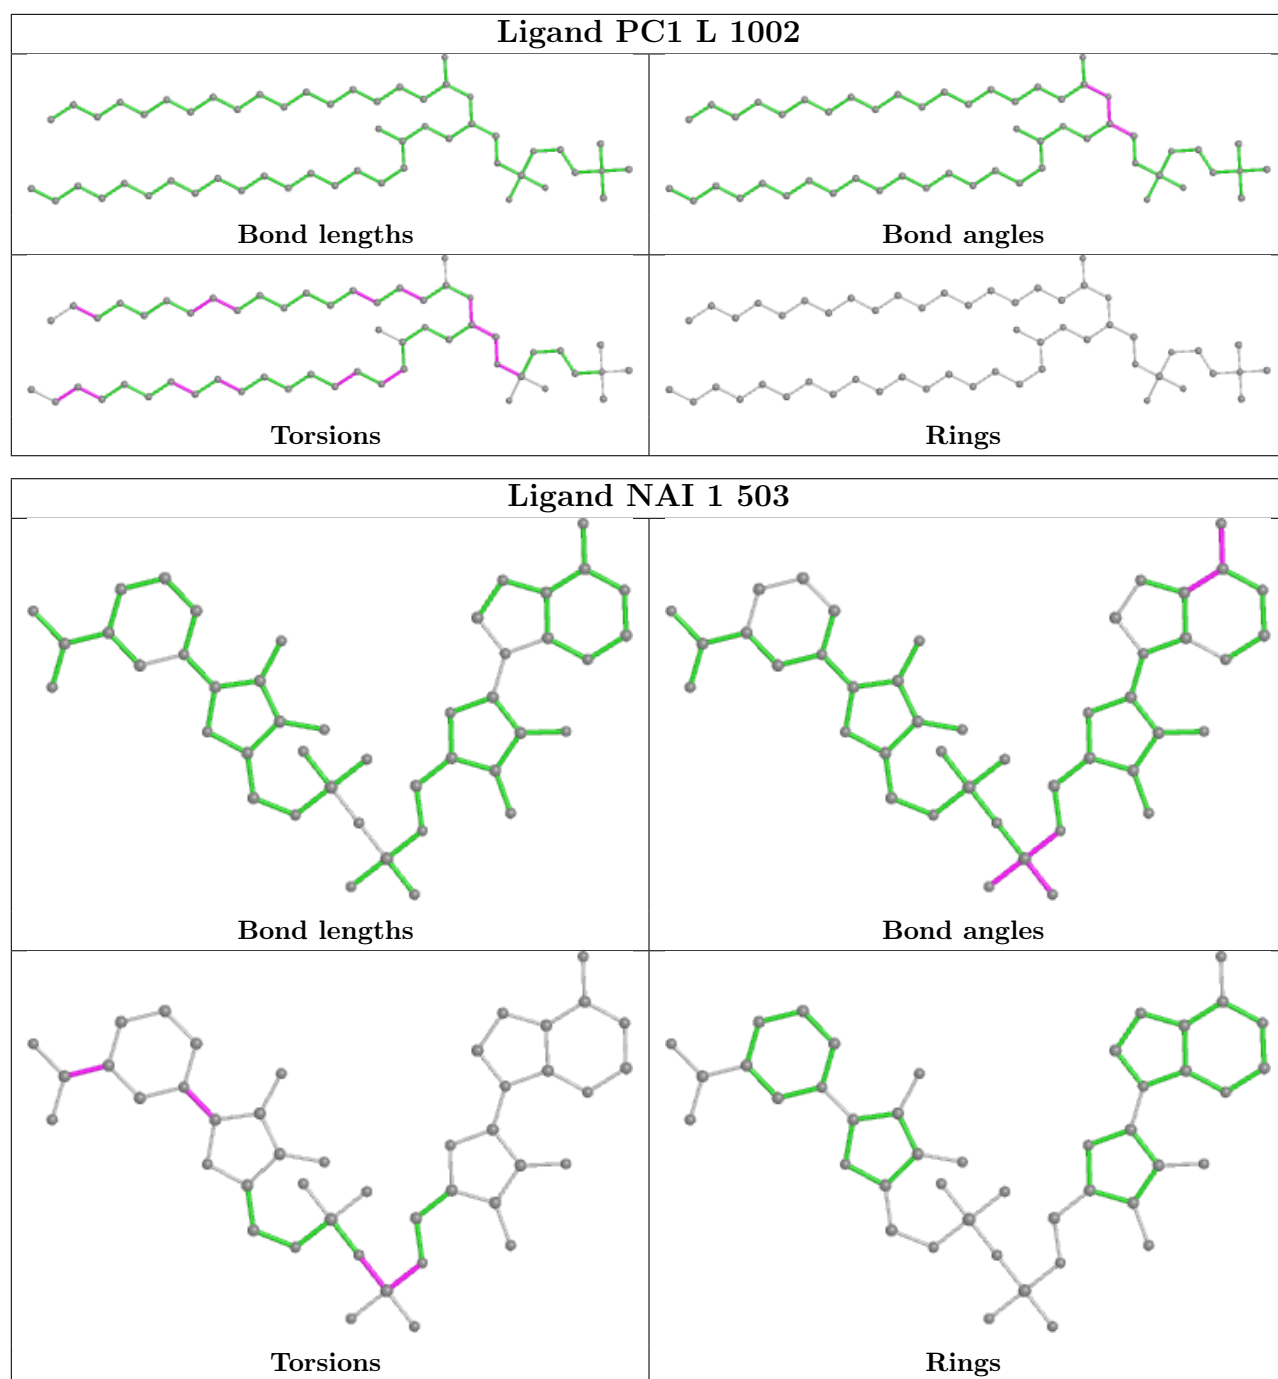 Ligand PC1 L 1002
Bond lengths
Bond angles
Torsions
Rings
Ligand NAI 1 503
Bond lengths
Bond angles
Torsions
Rings